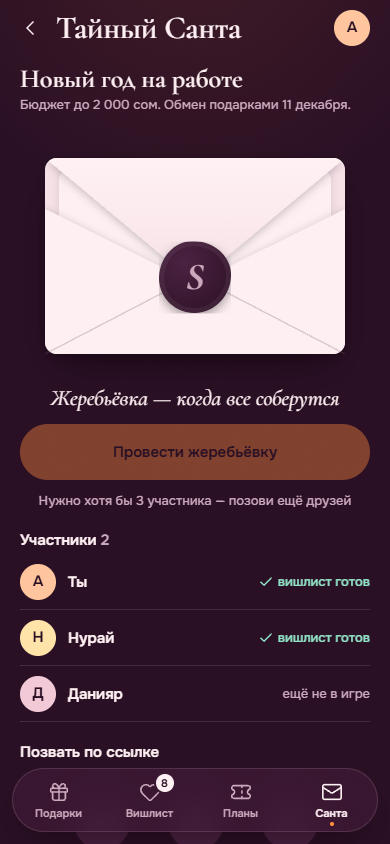 Тайный Санта
А
Новый год на работе
Бюджет до 2 000 сом. Обмен подарками 11 декабря.
S
Жеребьёвка — когда все соберутся
Провести жеребьёвку
Нужно хотя бы 3 участника — позови ещё друзей
Участники 2
А Ты вишлист готов
Н Нурай вишлист готов
Д Данияр ещё не в игре
Позвать по ссылке
8
Подарки Вишлист Планы Санта